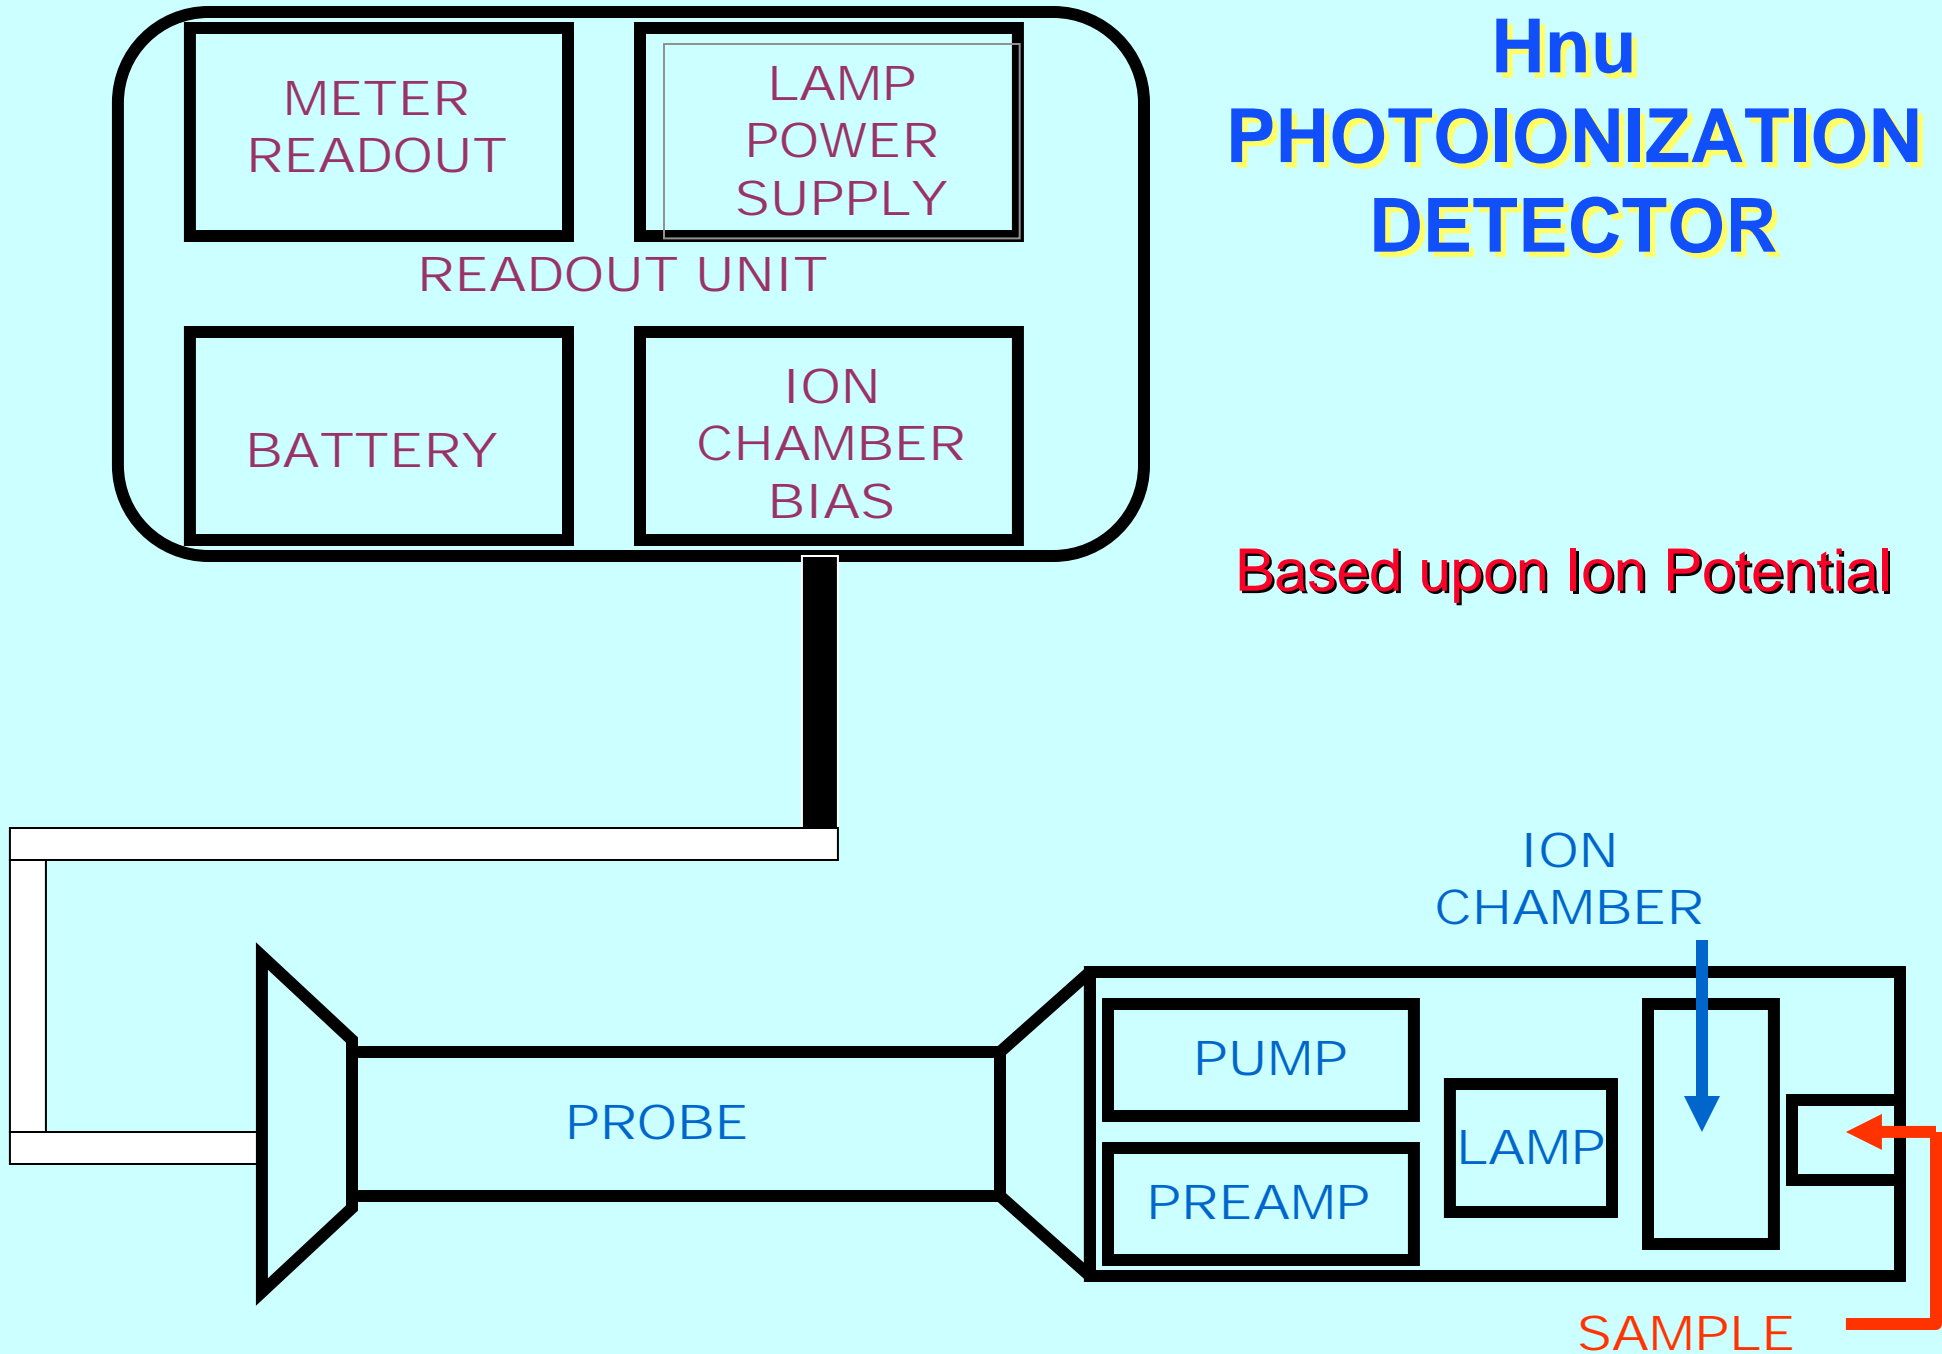 Hnu
PHOTOIONIZATION
DETECTOR
METER
READOUT
LAMP
POWER
SUPPLY
READOUT UNIT
BATTERY
ION
CHAMBER
BIAS
Based upon Ion Potential
ION
CHAMBER
PROBE
PUMP
PREAMP
LAMP
SAMPLE